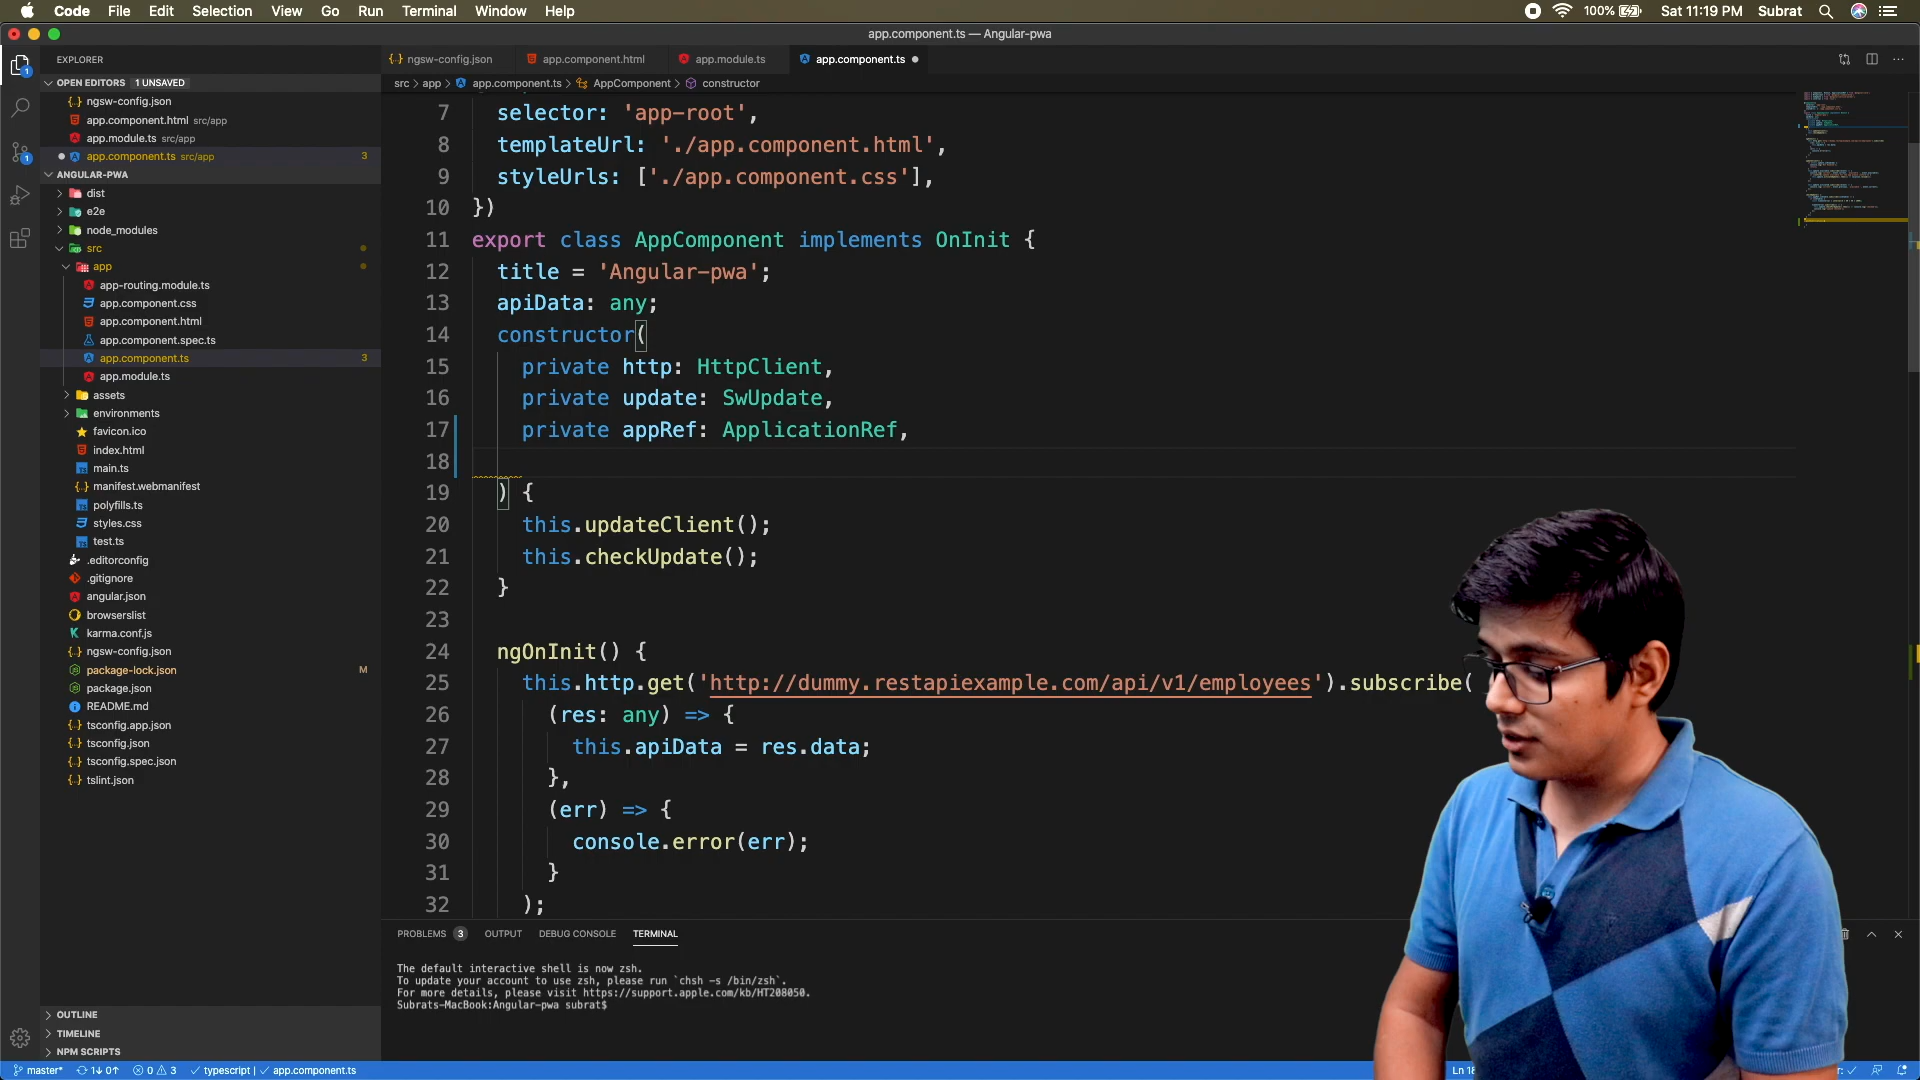 Code File Edit Selection View Go Run Terminal Window Help
100% Sat 11:19 PM Subrat
app.component.ts — Angular-pwa
EXPLORER
OPEN EDITORS 1 UNSAVED
ngsw-config.json
app.component.html src/app
app.module.ts src/app
app.component.ts src/app 3
ANGULAR-PWA
dist
e2e
node_modules
src
app
app-routing.module.ts
app.component.css
app.component.html
app.component.spec.ts
app.component.ts 3
app.module.ts
assets
environments
favicon.ico
index.html
main.ts
manifest.webmanifest
polyfills.ts
styles.css
test.ts
.editorconfig
.gitignore
angular.json
browserslist
karma.conf.js
ngsw-config.json
package-lock.json M
package.json
README.md
tsconfig.app.json
tsconfig.json
tsconfig.spec.json
tslint.json
OUTLINE
TIMELINE
NPM SCRIPTS
ngsw-config.json app.component.html app.module.ts app.component.ts
src > app > app.component.ts > AppComponent > constructor
7 selector: 'app-root',
8 templateUrl: './app.component.html',
9 styleUrls: ['./app.component.css'],
10 })
11 export class AppComponent implements OnInit {
12 title = 'Angular-pwa';
13 apiData: any;
14 constructor(
15 private http: HttpClient,
16 private update: SwUpdate,
17 private appRef: ApplicationRef,
18
19 ) {
20 this.updateClient();
21 this.checkUpdate();
22 }
23
24 ngOnInit() {
25 this.http.get('http://dummy.restapiexample.com/api/v1/employees').subscribe(
26 (res: any) => {
27 this.apiData = res.data;
28 },
29 (err) => {
30 console.error(err);
31 }
32 );
PROBLEMS 3 OUTPUT DEBUG CONSOLE TERMINAL
The default interactive shell is now zsh.
To update your account to use zsh, please run `chsh -s /bin/zsh`.
For more details, please visit https://support.apple.com/kb/HT208050.
Subrats-MacBook:Angular-pwa subrat$
master* 1↓ 0↑ 0 3 typescript | app.component.ts Ln 18